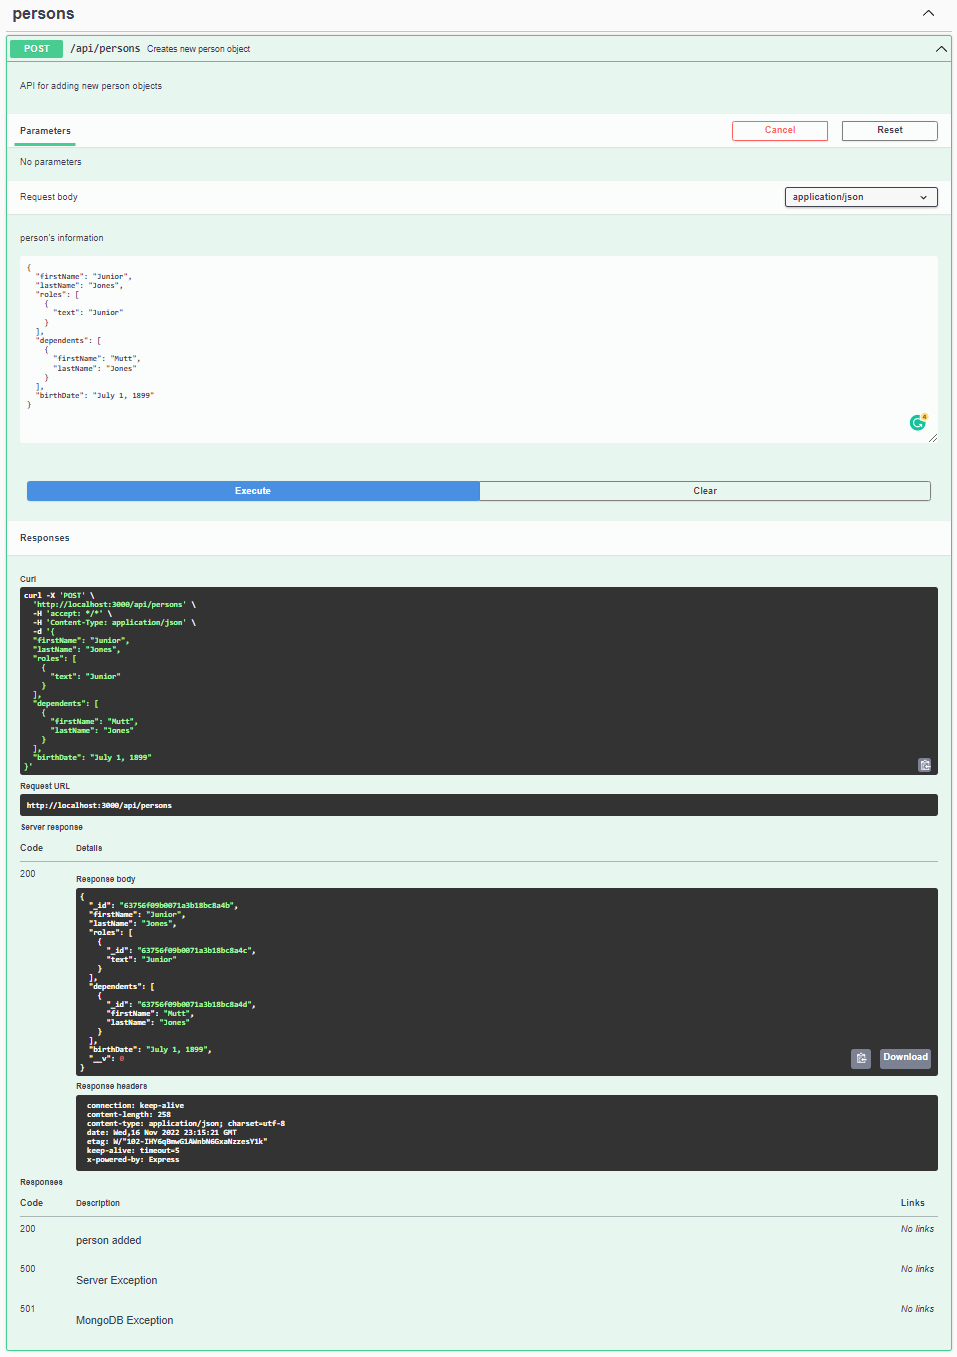 persons
POST /api/persons Creates new person object
API for adding new person objects
Parameters
Cancel
Reset
No parameters
Request body
application/json
person's information
{
"firstName": "Junior",
"lastName": "Jones",
"roles": [
{
"text": "Junior"
}
],
"dependents": [
{
"firstName": "Mutt",
"lastName": "Jones"
}
],
"birthDate": "July 1, 1899"
}
4
Execute
Clear
Responses
Curl
curl -X 'POST' \
'http://localhost:3000/api/persons' \
-H 'accept: */*' \
-H 'Content-Type: application/json' \
-d '{
"firstName": "Junior",
"lastName": "Jones",
"roles": [
{
"text": "Junior"
}
],
"dependents": [
{
"firstName": "Mutt",
"lastName": "Jones"
}
],
"birthDate": "July 1, 1899"
}'
Request URL
http://localhost:3000/api/persons
Server response
Code Details
200
Response body
{
"_id": "63756f09b0071a3b18bc8a4b",
"firstName": "Junior",
"lastName": "Jones",
"roles": [
{
"_id": "63756f09b0071a3b18bc8a4c",
"text": "Junior"
}
],
"dependents": [
{
"_id": "63756f09b0071a3b18bc8a4d",
"firstName": "Mutt",
"lastName": "Jones"
}
],
"birthDate": "July 1, 1899",
"__v": 0
}
Download
Response headers
connection: keep-alive
content-length: 258
content-type: application/json; charset=utf-8
date: Wed,16 Nov 2022 23:15:21 GMT
etag: W/"102-IHY6qBmwG1AWnbN6GxaNzzesY1k"
keep-alive: timeout=5
x-powered-by: Express
Responses
Code Description Links
200 No links
person added
500 No links
Server Exception
501 No links
MongoDB Exception